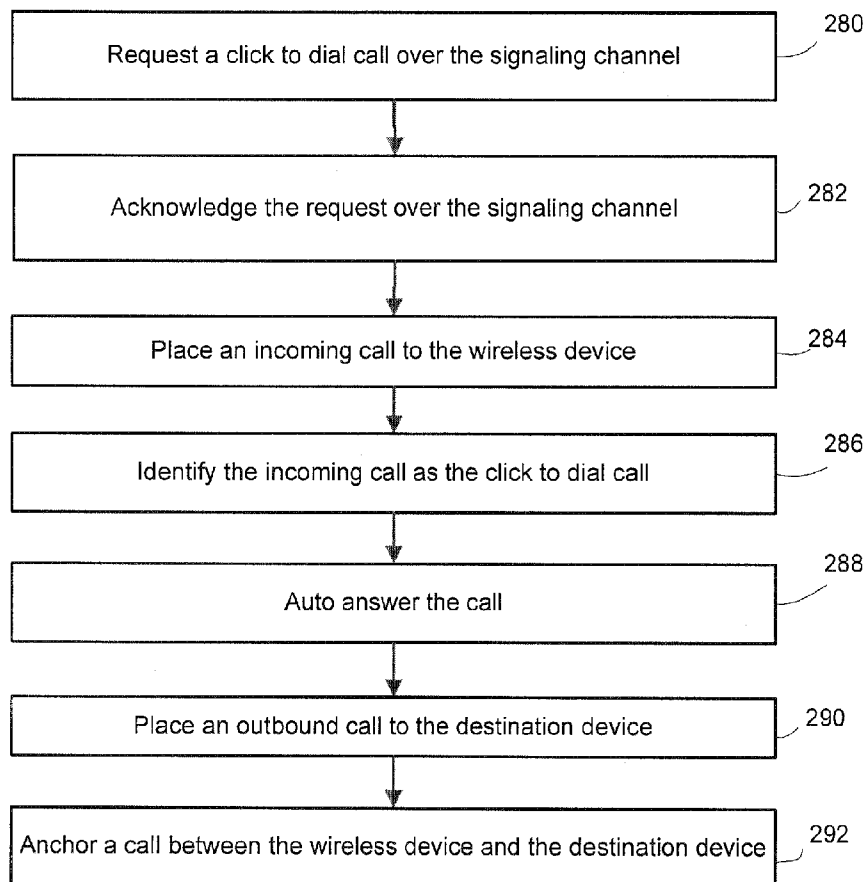 Request a click to dial call over the signaling channel
280
Acknowledge the request over the signaling channel
282
Place an incoming call to the wireless device
284
Identify the incoming call as the click to dial call
286
Auto answer the call
288
Place an outbound call to the destination device
290
Anchor a call between the wireless device and the destination device
292